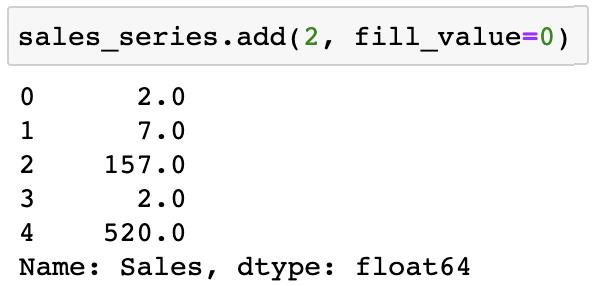 sales_series.add(2, fill_value=0)
0 2.0
1 7.0
2 157.0
3 2.0
4 520.0
Name: Sales, dtype: float64